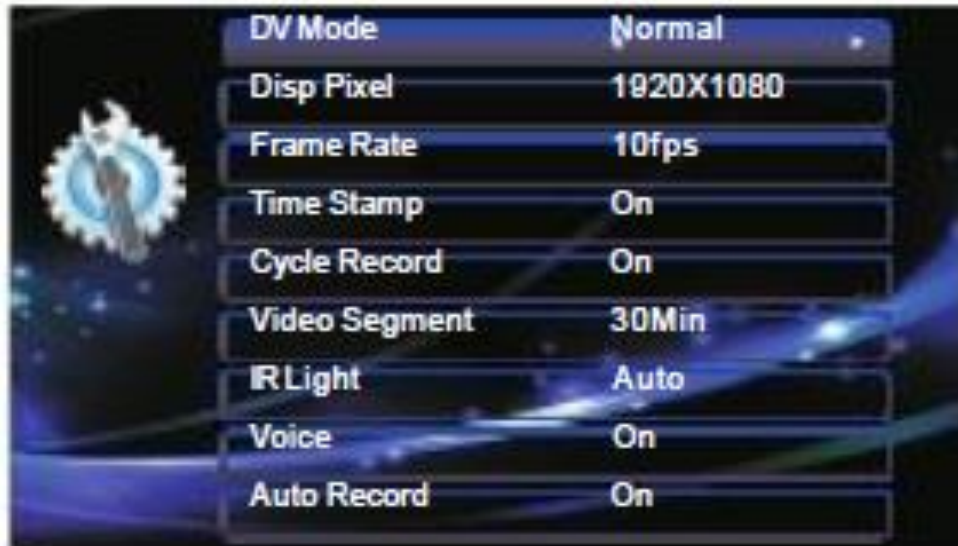 DV Mode Normal
Disp Pixel 1920X1080
Frame Rate 10fps
Time Stamp On
Cycle Record On
Video Segment 30Min
IR Light Auto
Voice On
Auto Record On